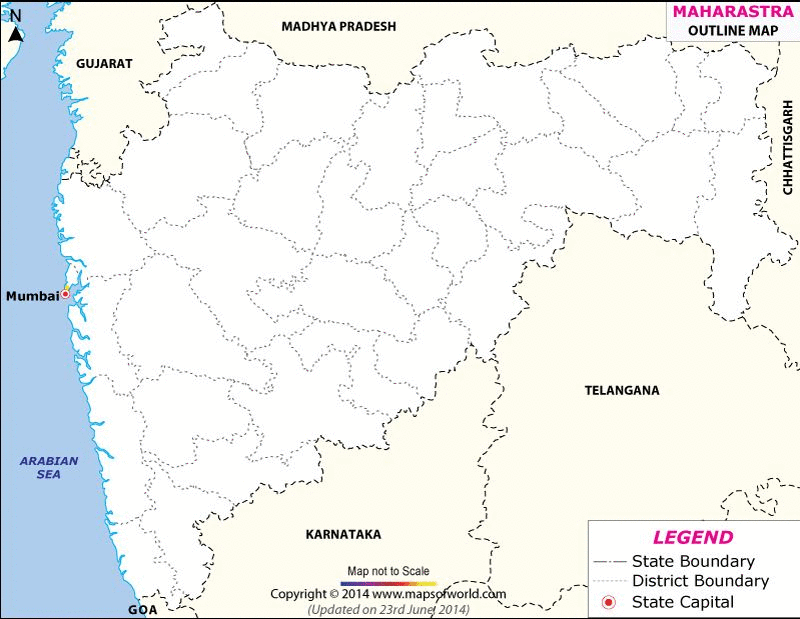 N
MAHARASTRA
OUTLINE MAP
MADHYA PRADESH
GUJARAT
CHHATTISGARH
Mumbai
TELANGANA
ARABIAN
SEA
KARNATAKA
GOA
Map not to Scale
Copyright © 2014 www.mapsofworld.com
(Updated on 23rd June, 2014)
LEGEND
State Boundary
District Boundary
State Capital